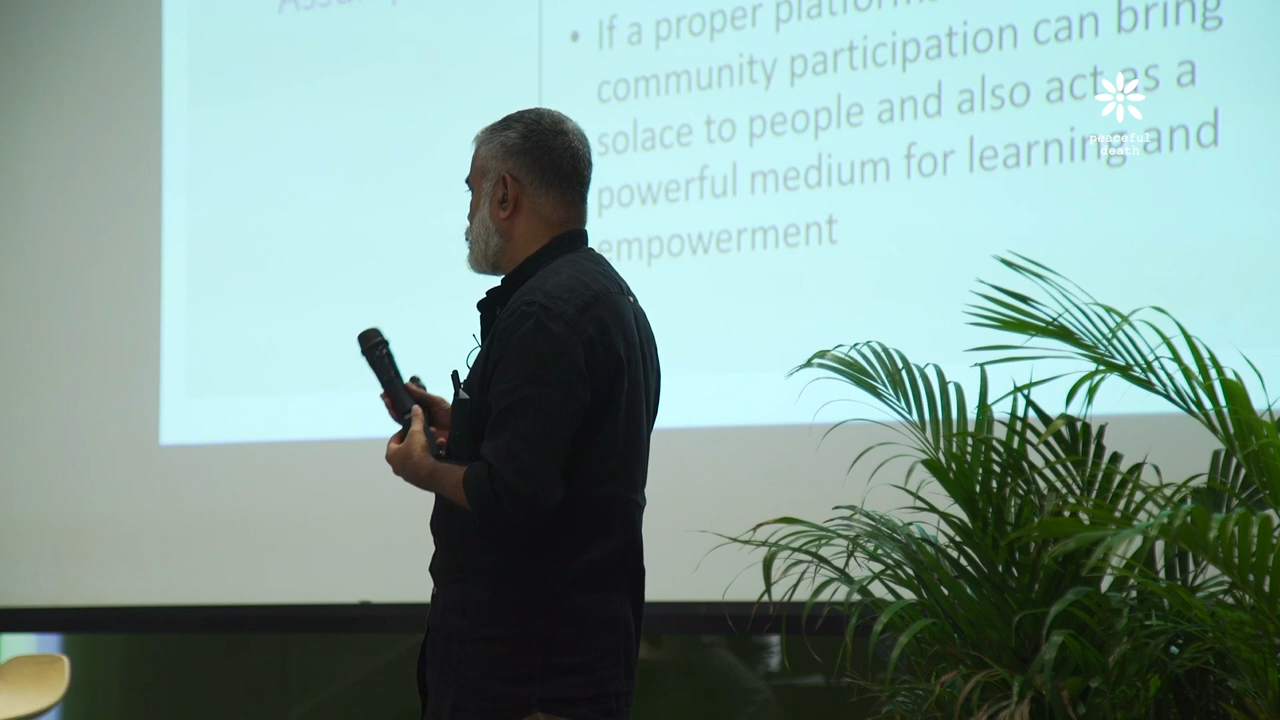 • If a proper platform
community participation can bring
solace to people and also act as a
powerful medium for learning and
empowerment
peaceful
death